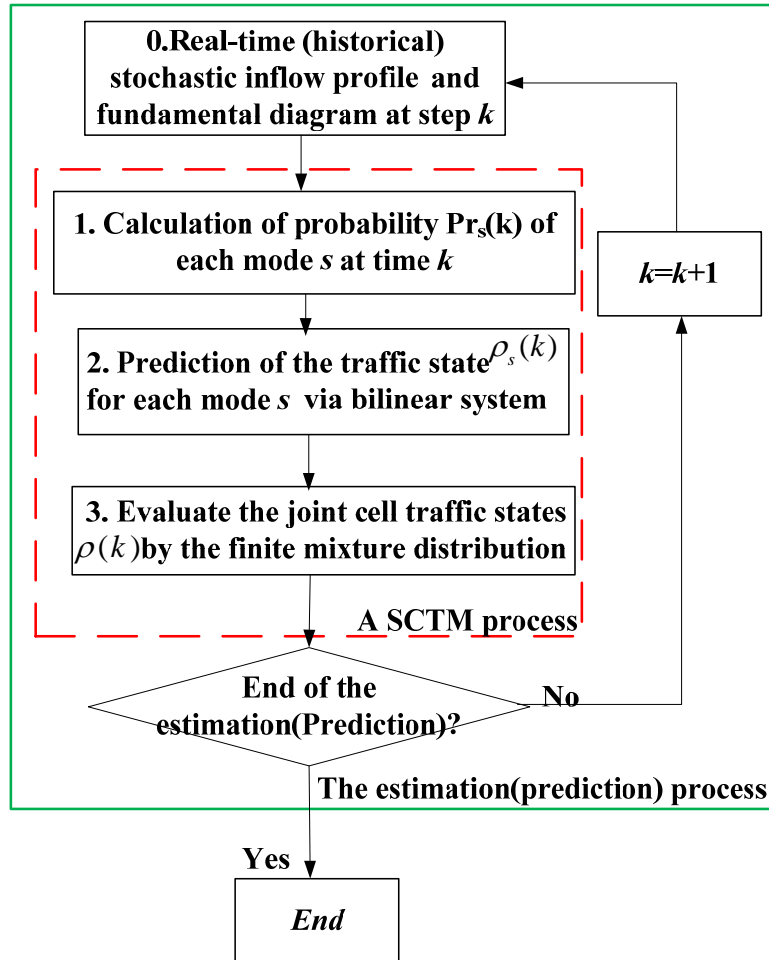 0.Real-time (historical)
stochastic inflow profile and
fundamental diagram at step k
1. Calculation of probability Prₛ(k) of
each mode s at time k
k=k+1
2. Prediction of the traffic state ρₛ(k)
for each mode s via bilinear system
3. Evaluate the joint cell traffic states
ρ(k) by the finite mixture distribution
A SCTM process
End of the
estimation(Prediction)?
No
The estimation(prediction) process
Yes
End